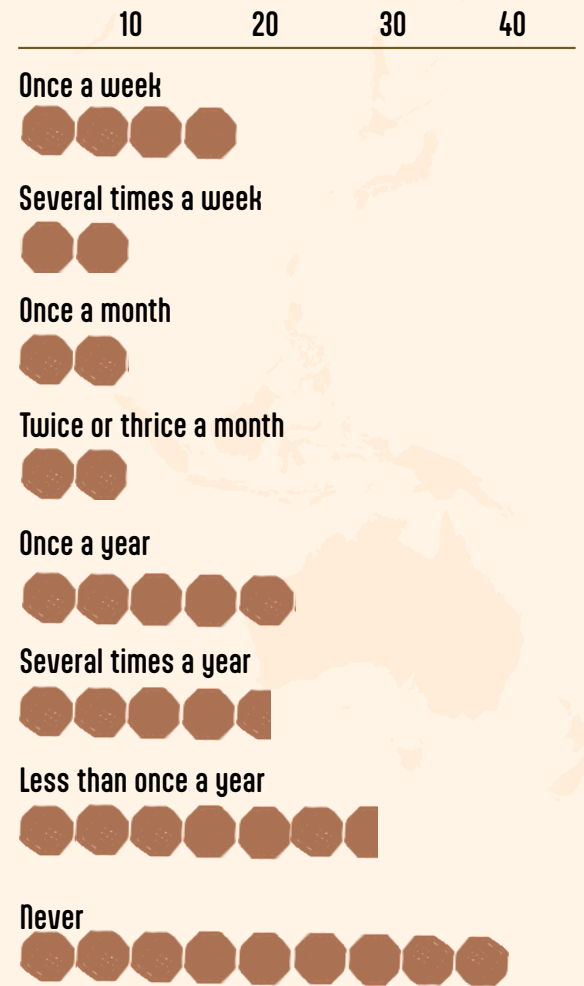 10 20 30 40
Once a week
Several times a week
Once a month
Twice or thrice a month
Once a year
Several times a year
Less than once a year
Never